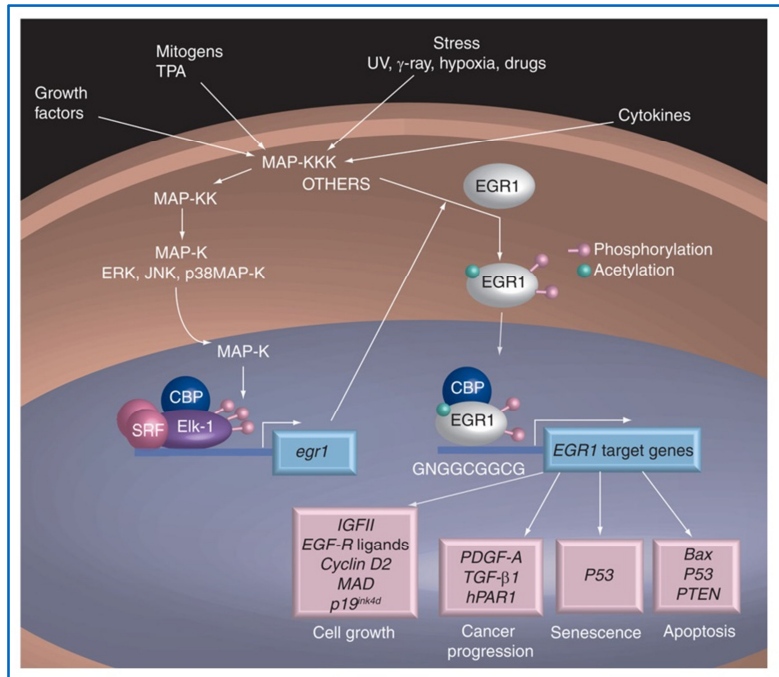 Mitogens
TPA
Stress
UV, γ-ray, hypoxia, drugs
Growth
factors
Cytokines
MAP-KKK
OTHERS
EGR1
MAP-KK
MAP-K
ERK, JNK, p38MAP-K
EGR1
Phosphorylation
Acetylation
MAP-K
CBP
SRF
Elk-1
egr1
CBP
EGR1
GNGGCGGCG
EGR1 target genes
IGFII
EGF-R ligands
Cyclin D2
MAD
p19ink4d
Cell growth
PDGF-A
TGF-β1
hPAR1
Cancer
progression
P53
Senescence
Bax
P53
PTEN
Apoptosis